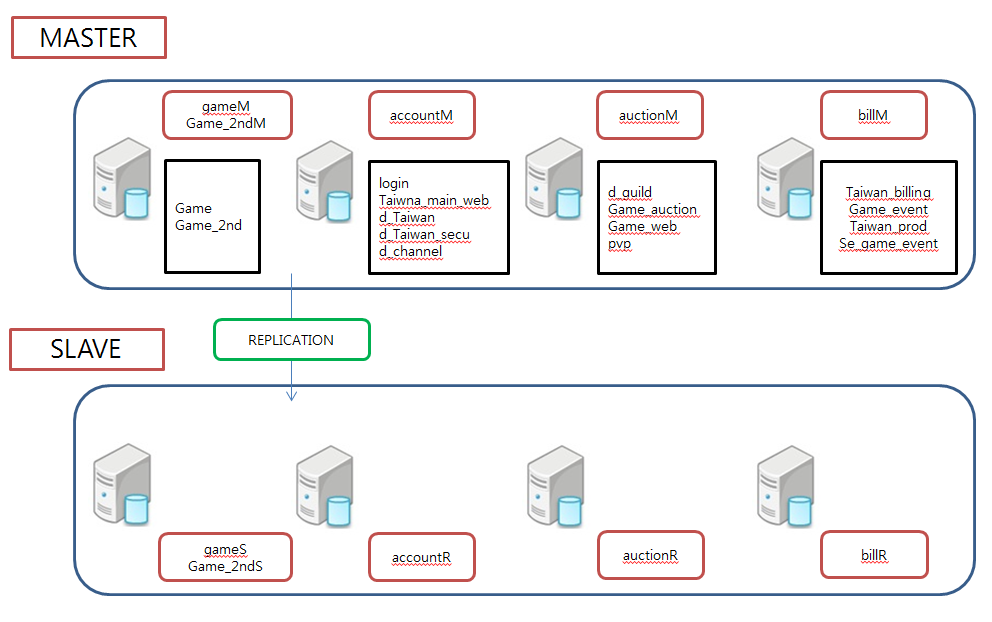 MASTER
gameM
Game_2ndM
accountM
auctionM
billM
Game
Game_2nd
login
Taiwna_main_web
d_Taiwan
d_Taiwan_secu
d_channel
d_guild
Game_auction
Game_web
pvp
Taiwan_billing
Game_event
Taiwan_prod
Se_game_event
REPLICATION
SLAVE
gameS
Game_2ndS
accountR
auctionR
billR